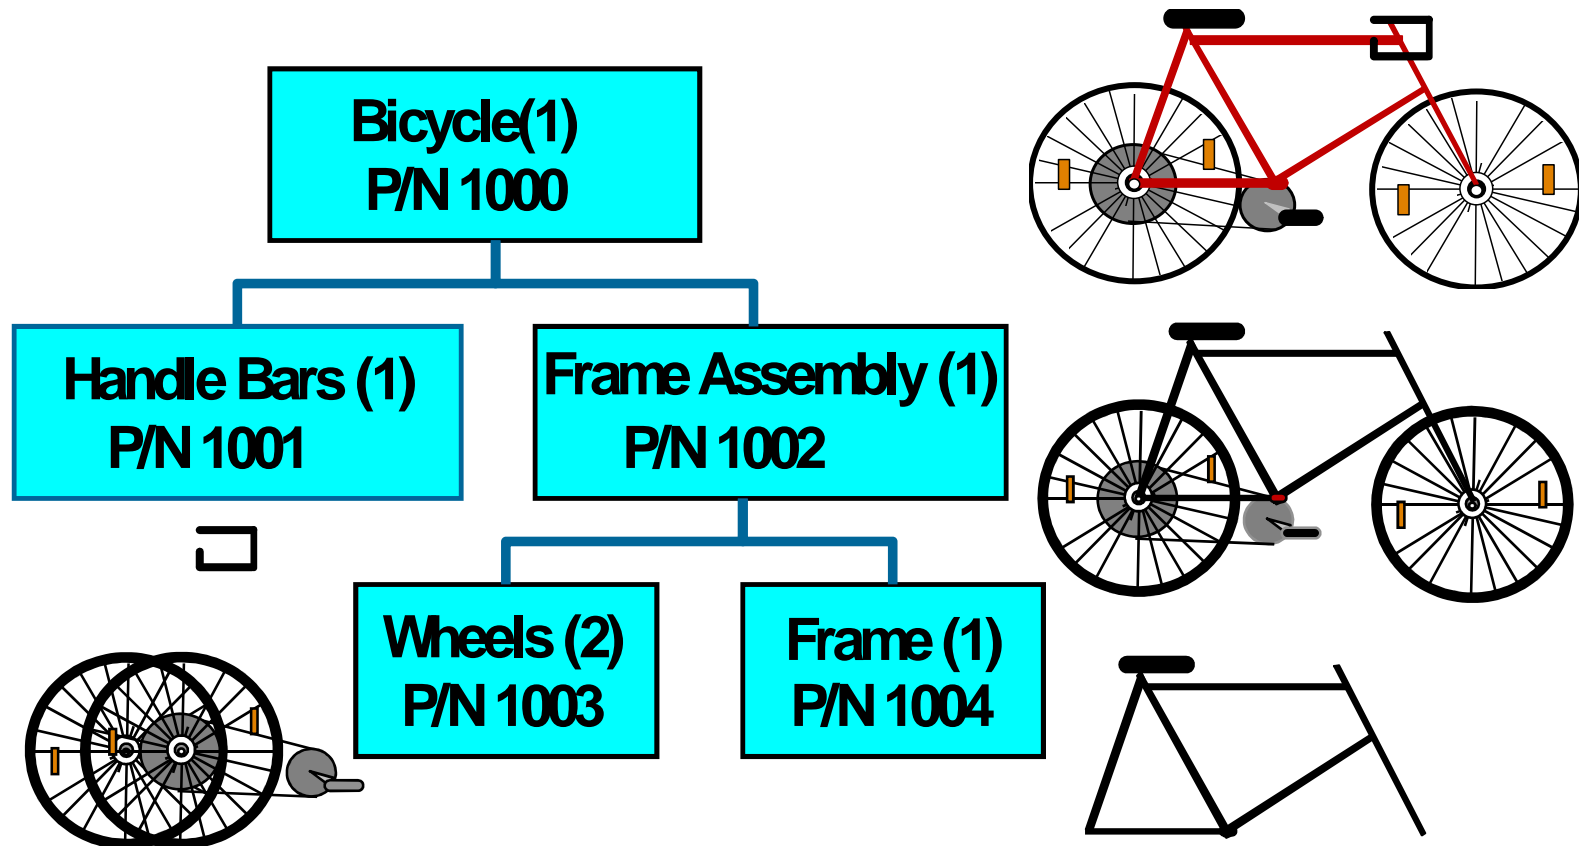 Bicycle(1)
P/N 1000
Handle Bars (1)
P/N 1001
Frame Assembly (1)
P/N 1002
Wheels (2)
P/N 1003
Frame (1)
P/N 1004